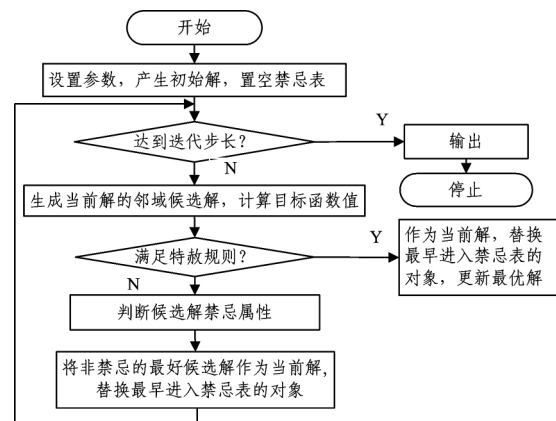 开始
设置参数，产生初始解，置空禁忌表
达到迭代步长？
Y
输出
N
停止
生成当前解的邻域候选解，计算目标函数值
满足特赦规则？
Y
作为当前解，替换
最早进入禁忌表的
对象，更新最优解
N
判断候选解禁忌属性
将非禁忌的最好候选解作为当前解，
替换最早进入禁忌表的对象